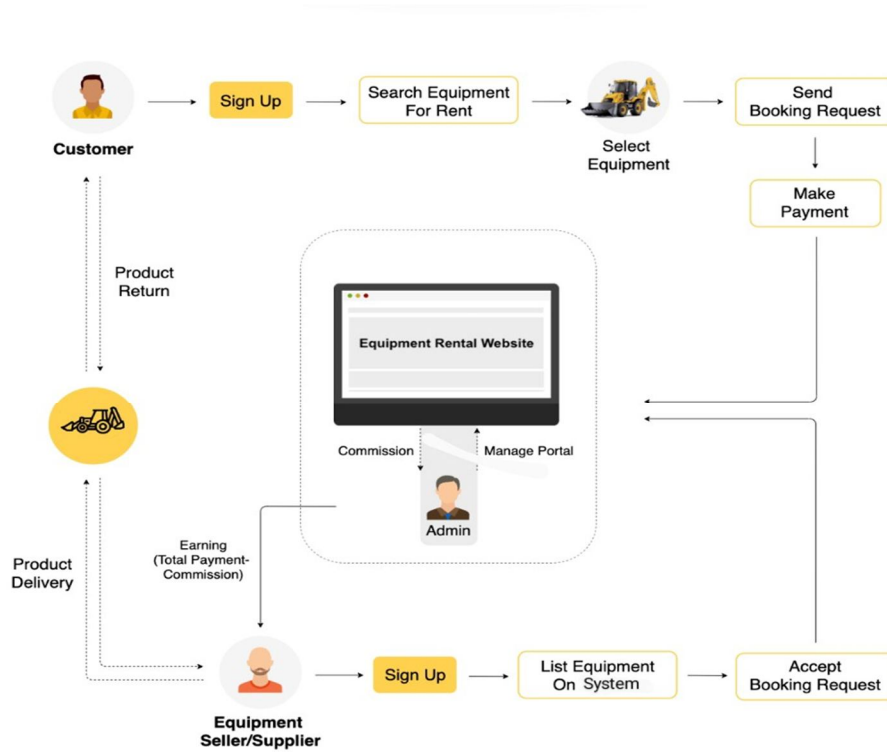 Customer
Sign Up
Search Equipment
For Rent
Select
Equipment
Send
Booking Request
Make
Payment
Product
Return
Equipment Rental Website
Commission
Manage Portal
Admin
Earning
(Total Payment-
Commission)
Product
Delivery
Equipment
Seller/Supplier
Sign Up
List Equipment
On System
Accept
Booking Request